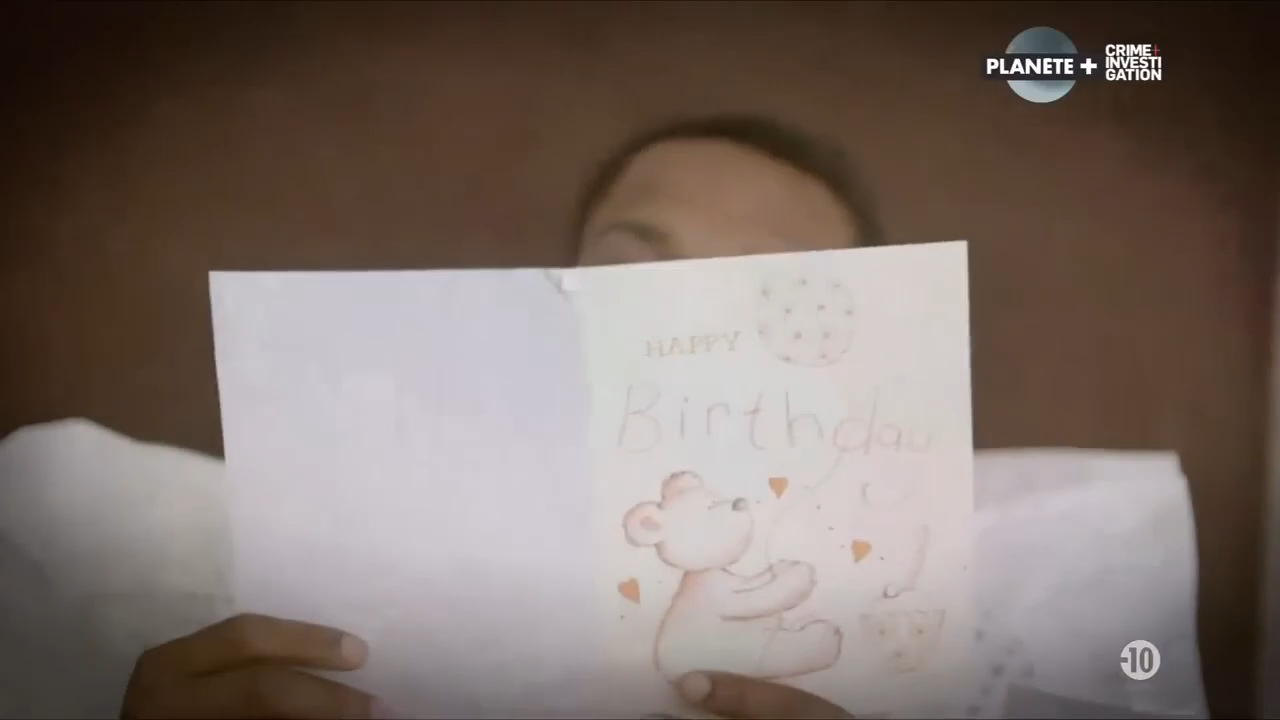 PLANETE+ CRIME+
INVESTI
GATION
HAPPY
Birthday
-10